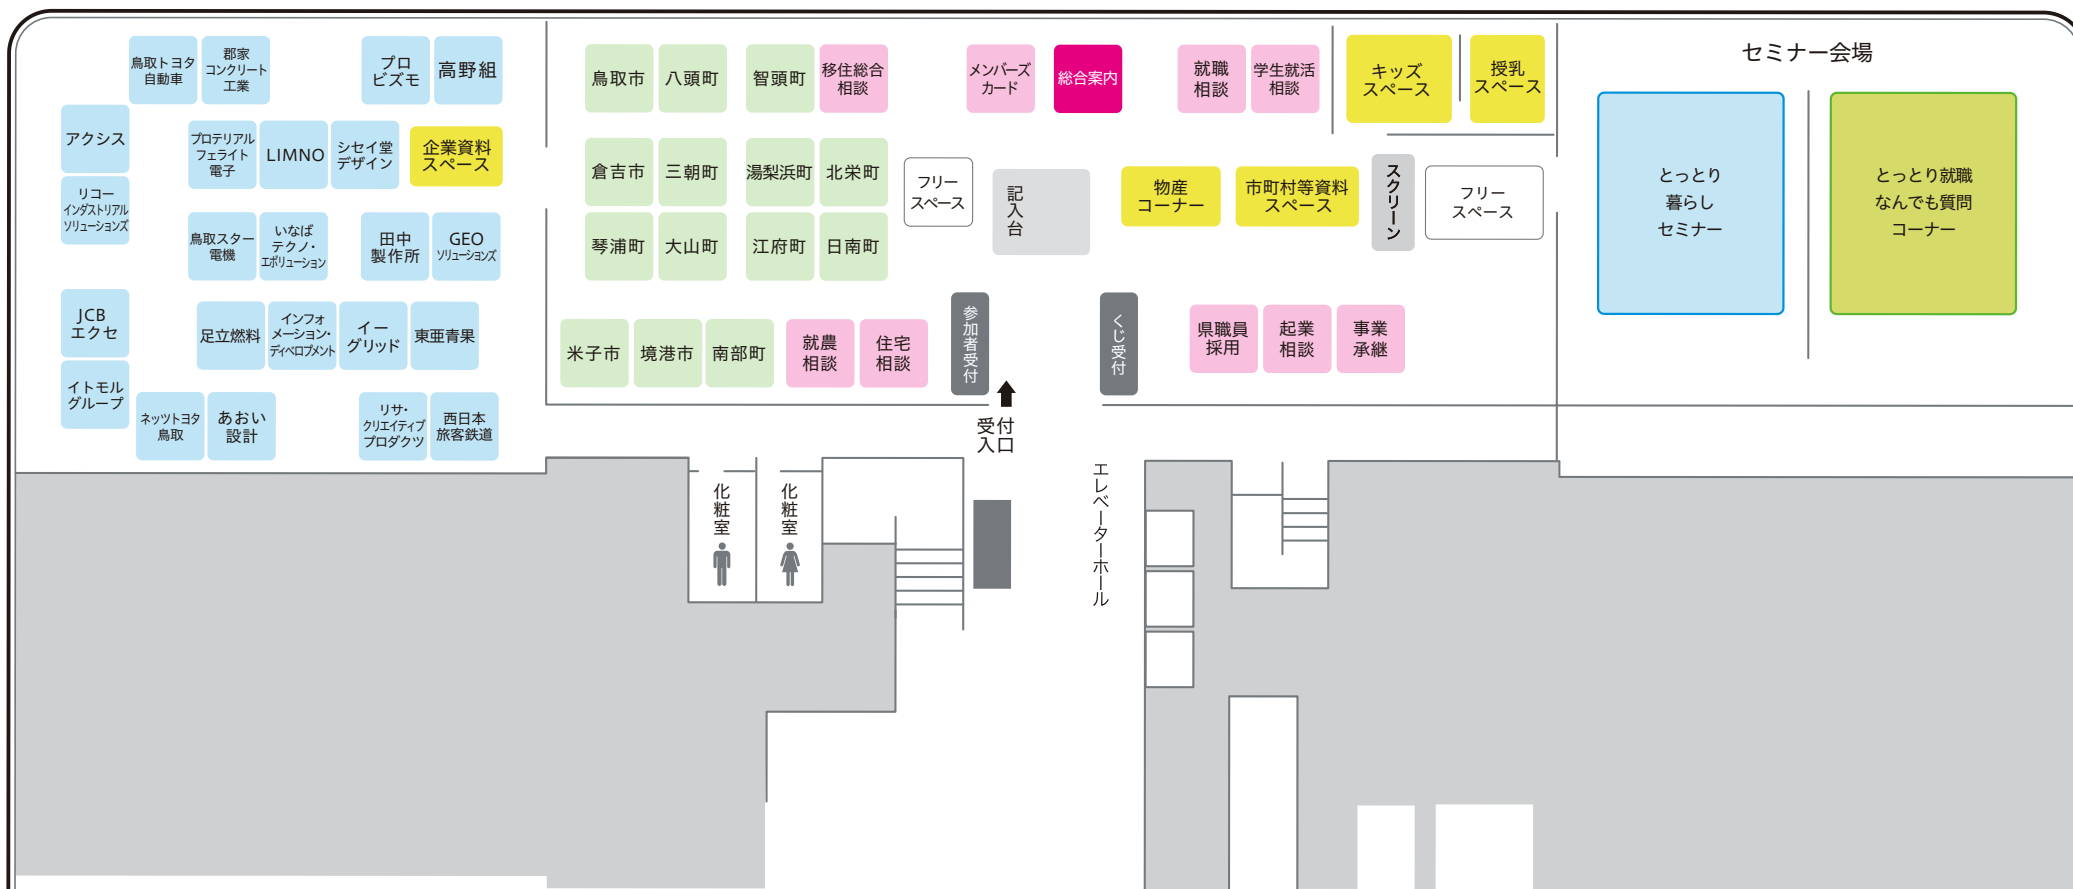 鳥取トヨタ
自動車
郡家
コンクリート
工業
プロ
ビズモ
高野組
アクシス
プロテリアル
フェライト
電子
LIMNO
シセイ堂
デザイン
企業資料
スペース
リコー
インダストリアル
ソリューションズ
鳥取スター
電機
いなば
テクノ・
エボリューション
田中
製作所
GEO
ソリューションズ
JCB
エクセ
足立燃料
インフォ
メーション・
ディベロプメント
イー
グリッド
東亜青果
イトモル
グループ
ネッツトヨタ
鳥取
あおい
設計
リサ・
クリエイティブ
プロダクツ
西日本
旅客鉄道
鳥取市
八頭町
智頭町
移住総合
相談
倉吉市
三朝町
湯梨浜町
北栄町
琴浦町
大山町
江府町
日南町
米子市
境港市
南部町
就農
相談
住宅
相談
メンバーズ
カード
総合案内
就職
相談
学生就活
相談
キッズ
スペース
授乳
スペース
フリー
スペース
記入台
物産
コーナー
市町村等資料
スペース
スクリーン
フリー
スペース
参加者受付
くじ受付
県職員
採用
起業
相談
事業
承継
受付
入口
セミナー会場
とっとり
暮らし
セミナー
とっとり就職
なんでも質問
コーナー
化粧室
化粧室
エレベーターホール